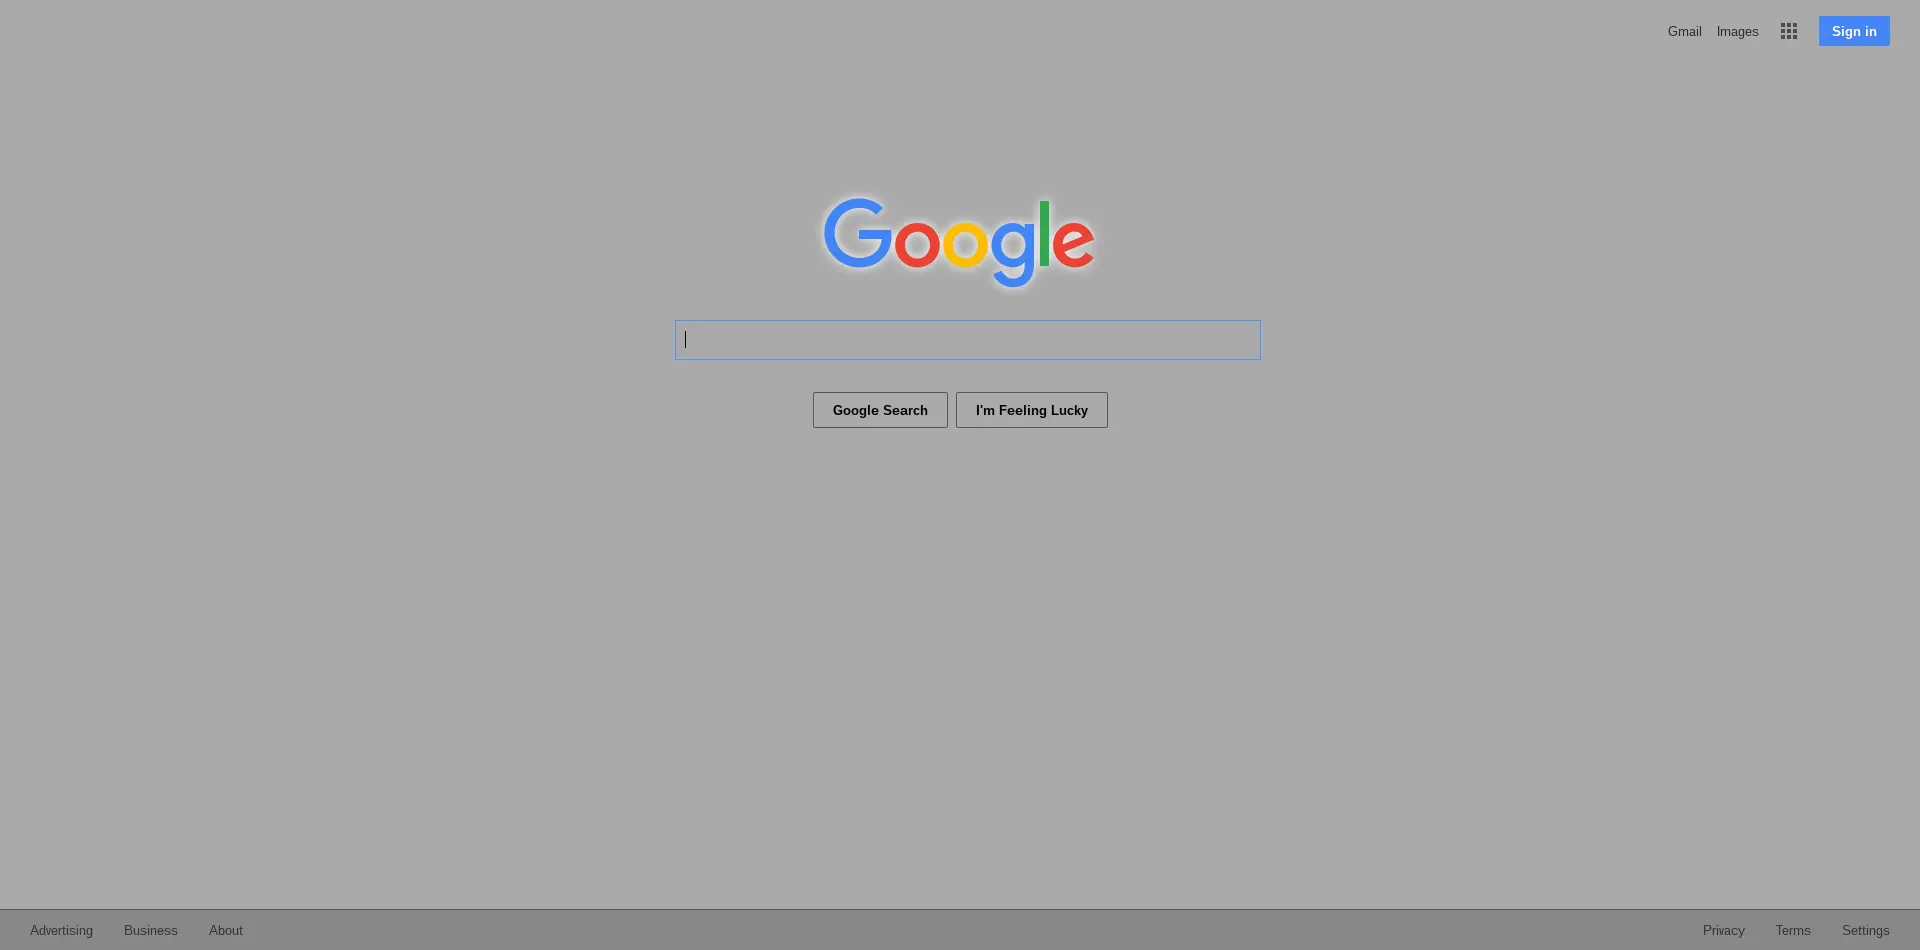 Gmail Images Sign in
Google
Google Search I'm Feeling Lucky
Advertising Business About Privacy Terms Settings